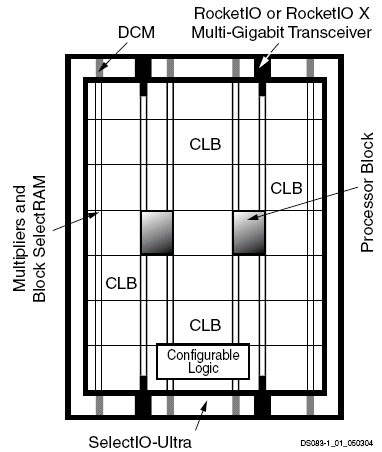 RocketIO or RocketIO X
DCM
Multi-Gigabit Transceiver
CLB
CLB
Processor Block
Multipliers and
Block SelectRAM
CLB
CLB
Configurable
Logic
SelectIO-Ultra
DS083-1_01_050304